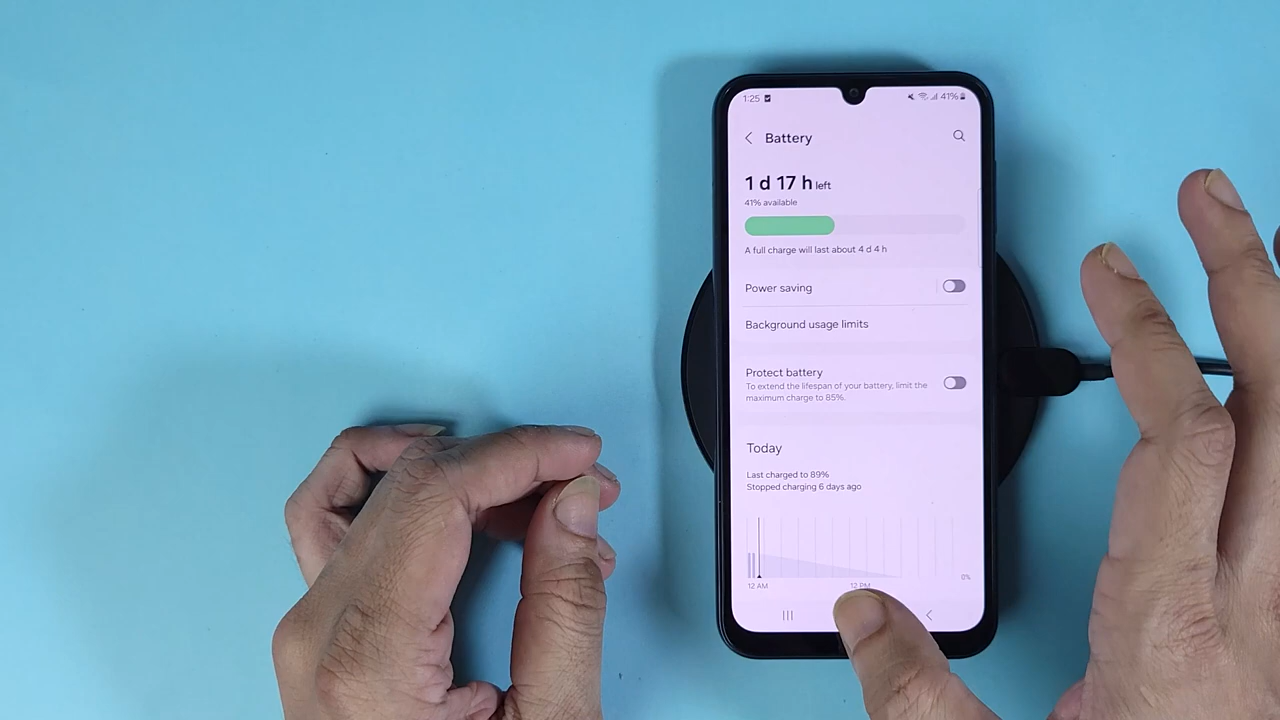 1:25 41%
Battery
1 d 17 h left
41% available
A full charge will last about 4 d 4 h
Power saving
Background usage limits
Protect battery
To extend the lifespan of your battery, limit the
maximum charge to 85%.
Today
Last charged to 89%
Stopped charging 6 days ago
0%
12 AM 12 PM